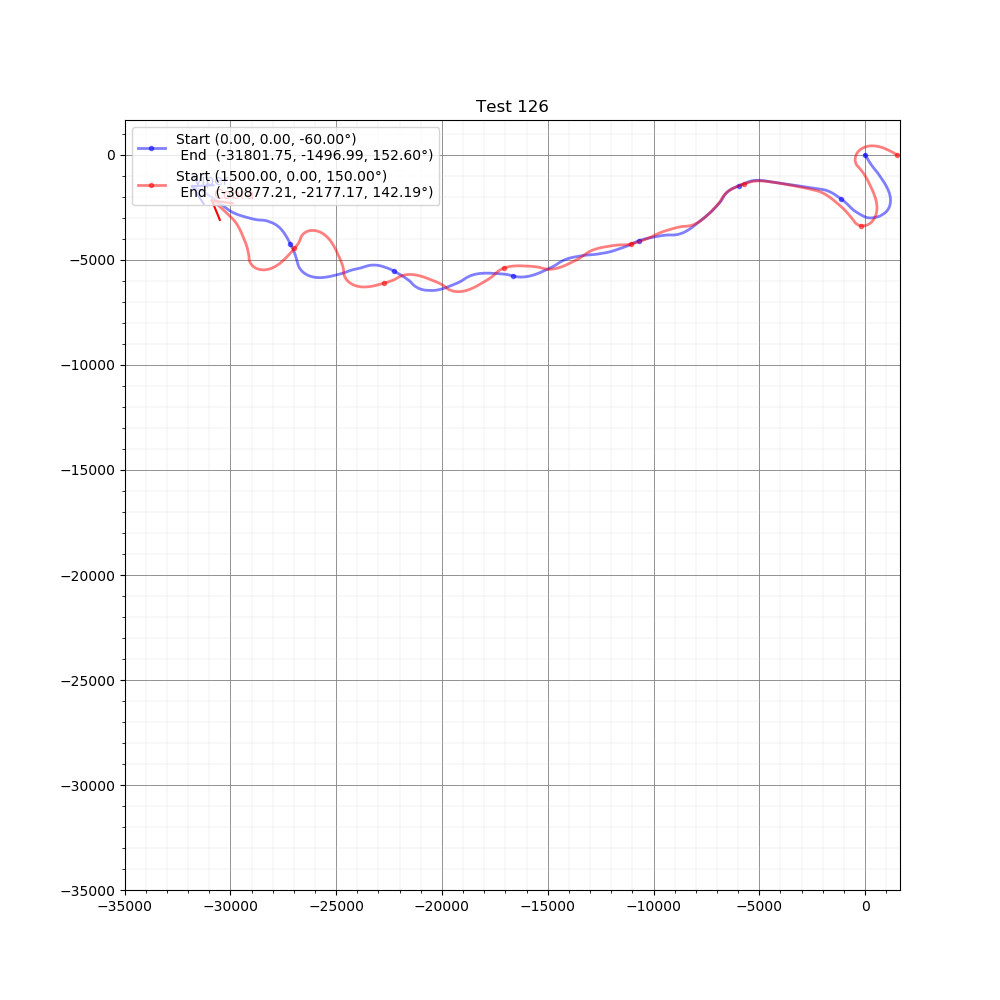 Test 126
Start (0.00, 0.00, -60.00°)
End (-31801.75, -1496.99, 152.60°)
Start (1500.00, 0.00, 150.00°)
End (-30877.21, -2177.17, 142.19°)
0
−5000
−10000
−15000
−20000
−25000
−30000
−35000
−35000 −30000 −25000 −20000 −15000 −10000 −5000 0